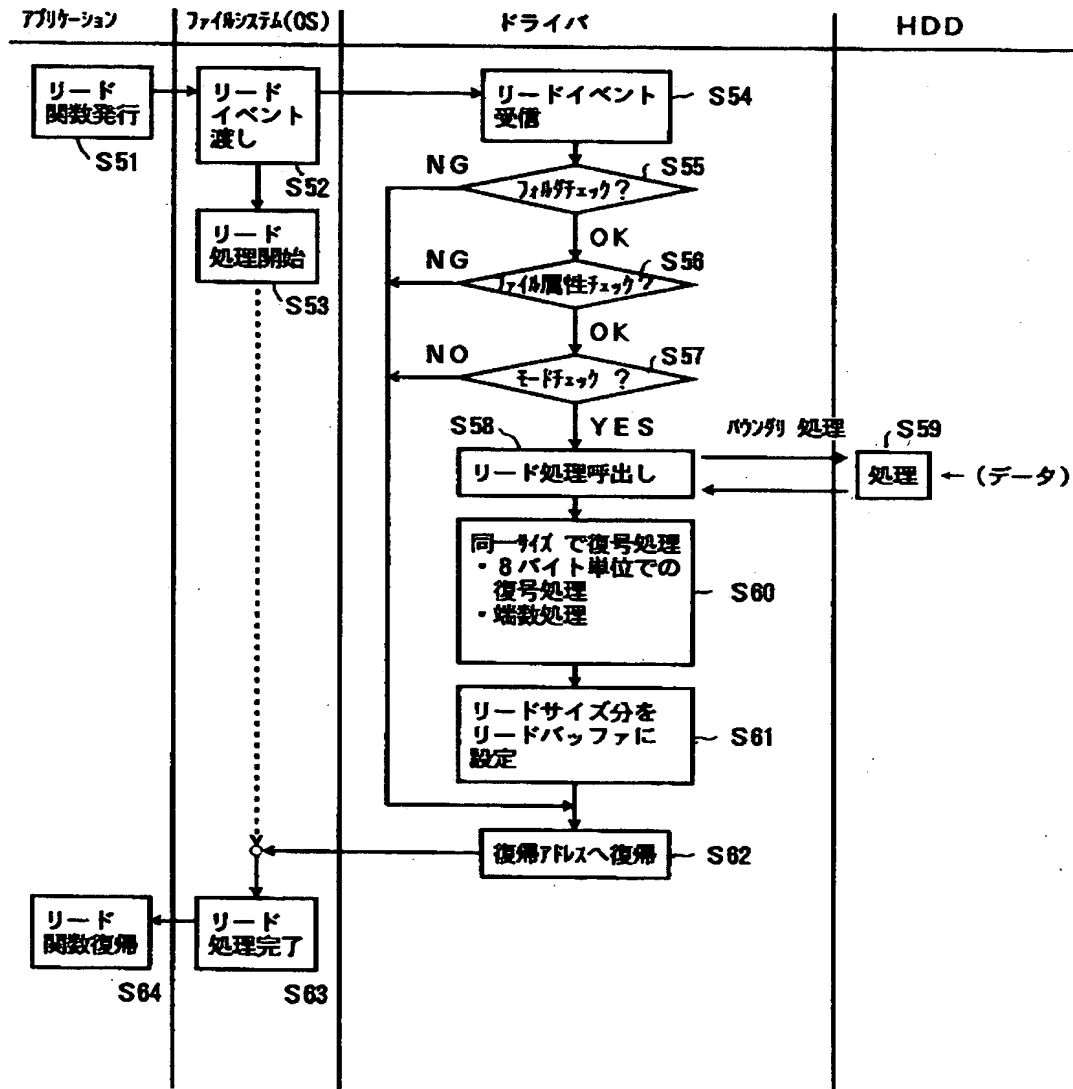 アプリケーション
ファイルシステム(OS)
ドライバ
HDD
リード
関数発行
S51
リード
イベント
渡し
S52
リードイベント
受信
S54
リード
処理開始
S53
NG
フォルダチェック?
S55
OK
NG
ファイル属性チェック?
S56
OK
NO
モードチェック ?
S57
YES
S58
リード処理呼出し
バウンダリ 処理
S59
処理
(データ)
同一サイズ で復号処理
・8バイト単位での
復号処理
・端数処理
S60
リードサイズ分を
リードバッファに
設定
S61
復帰アドレスへ復帰
S62
リード
関数復帰
S64
リード
処理完了
S63